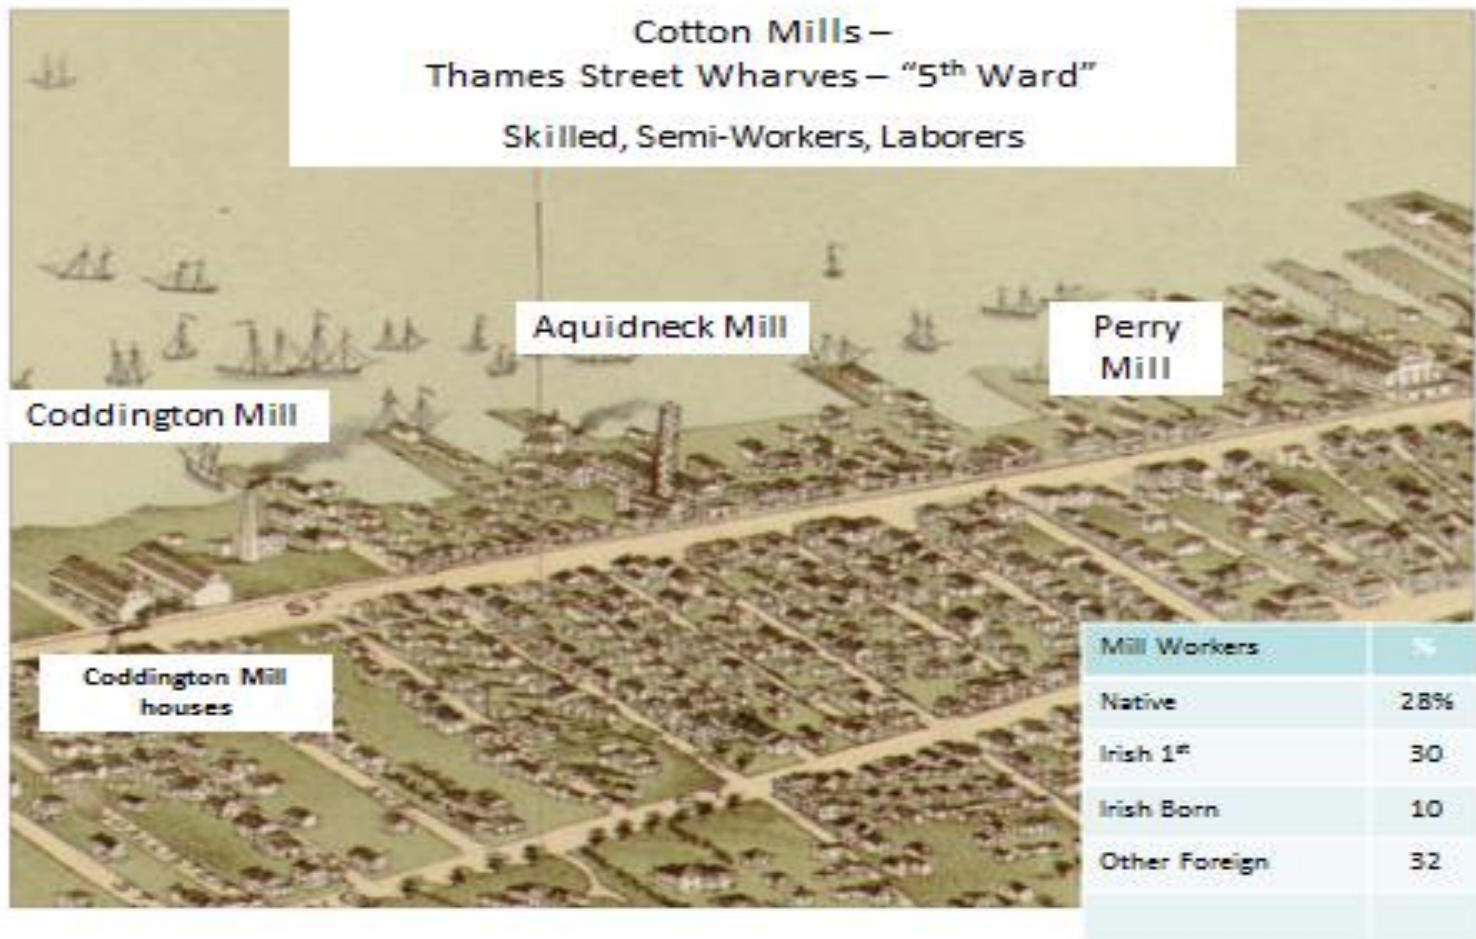 Cotton Mills –
Thames Street Wharves – “5th Ward”
Skilled, Semi-Workers, Laborers
Aquidneck Mill
Perry
Mill
Coddington Mill
Coddington Mill
houses
Mill Workers %
Native 28%
Irish 1st 30
Irish Born 10
Other Foreign 32